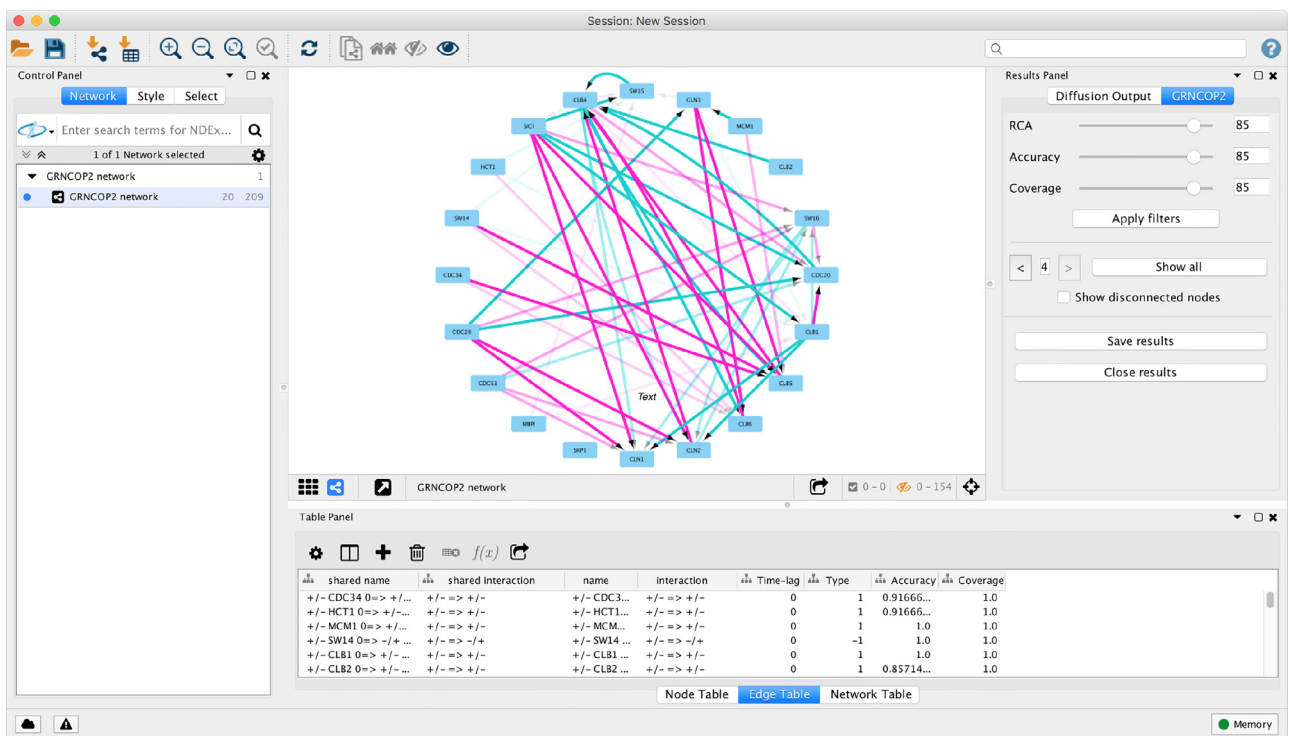 Session: New Session
Control Panel
Network Style Select
Enter search terms for NDEx...
1 of 1 Network selected
GRNCOP2 network 1
GRNCOP2 network 20 209
SW15
CLB4
CLN3
SIC1
MCM1
HCT1
CLB2
SW14
SW16
CDC34
CDC20
CDC28
CLB1
CDC53
CLB5
Text
MBP1
CLB6
SKP1
CLN2
CLN1
GRNCOP2 network
0 - 0
0 - 154
Results Panel
Diffusion Output GRNCOP2
RCA 85
Accuracy 85
Coverage 85
Apply filters
< 4 > Show all
Show disconnected nodes
Save results
Close results
Table Panel
f(x)
shared name shared interaction name interaction Time-lag Type Accuracy Coverage
+/- CDC34 0=> +/... +/- => +/- +/- CDC3... +/- => +/- 0 1 0.91666... 1.0
+/- HCT1 0=> +/-... +/- => +/- +/- HCT1... +/- => +/- 0 1 0.91666... 1.0
+/- MCM1 0=> +/... +/- => +/- +/- MCM... +/- => +/- 0 1 1.0 1.0
+/- SW14 0=> -/+ ... +/- => -/+ +/- SW14 ... +/- => -/+ 0 -1 1.0 1.0
+/- CLB1 0=> +/-... +/- => +/- +/- CLB1 ... +/- => +/- 0 1 1.0 1.0
+/- CLB2 0=> +/-... +/- => +/- +/- CLB2 ... +/- => +/- 0 1 0.85714... 1.0
Node Table Edge Table Network Table
Memory